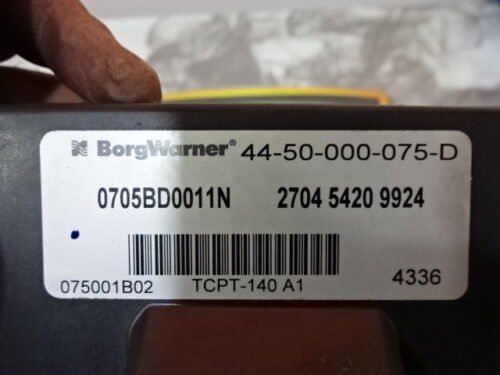 BorgWarner® 44-50-000-075-D
0705BD0011N 2704 5420 9924
075001B02 TCPT-140 A1 4336